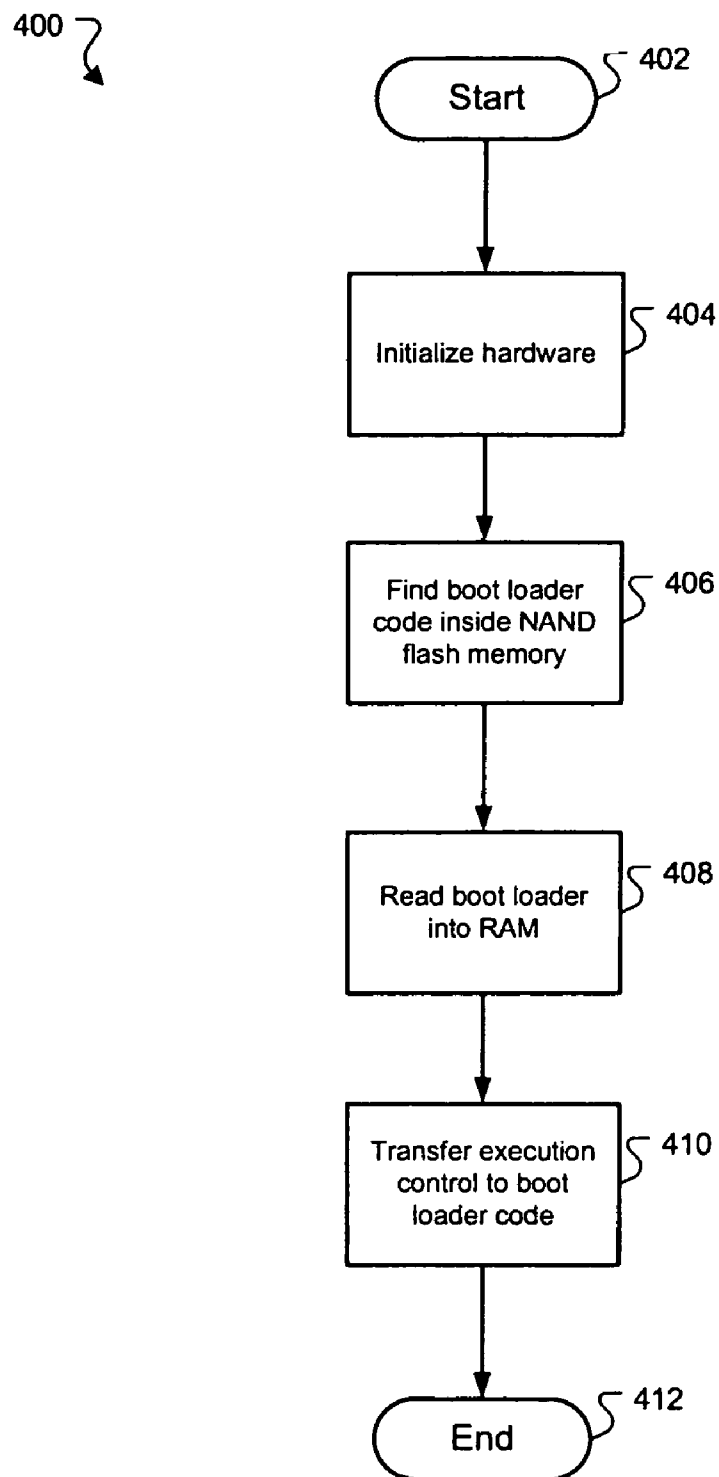 400
402
Start
404
Initialize hardware
406
Find boot loader
code inside NAND
flash memory
408
Read boot loader
into RAM
410
Transfer execution
control to boot
loader code
412
End